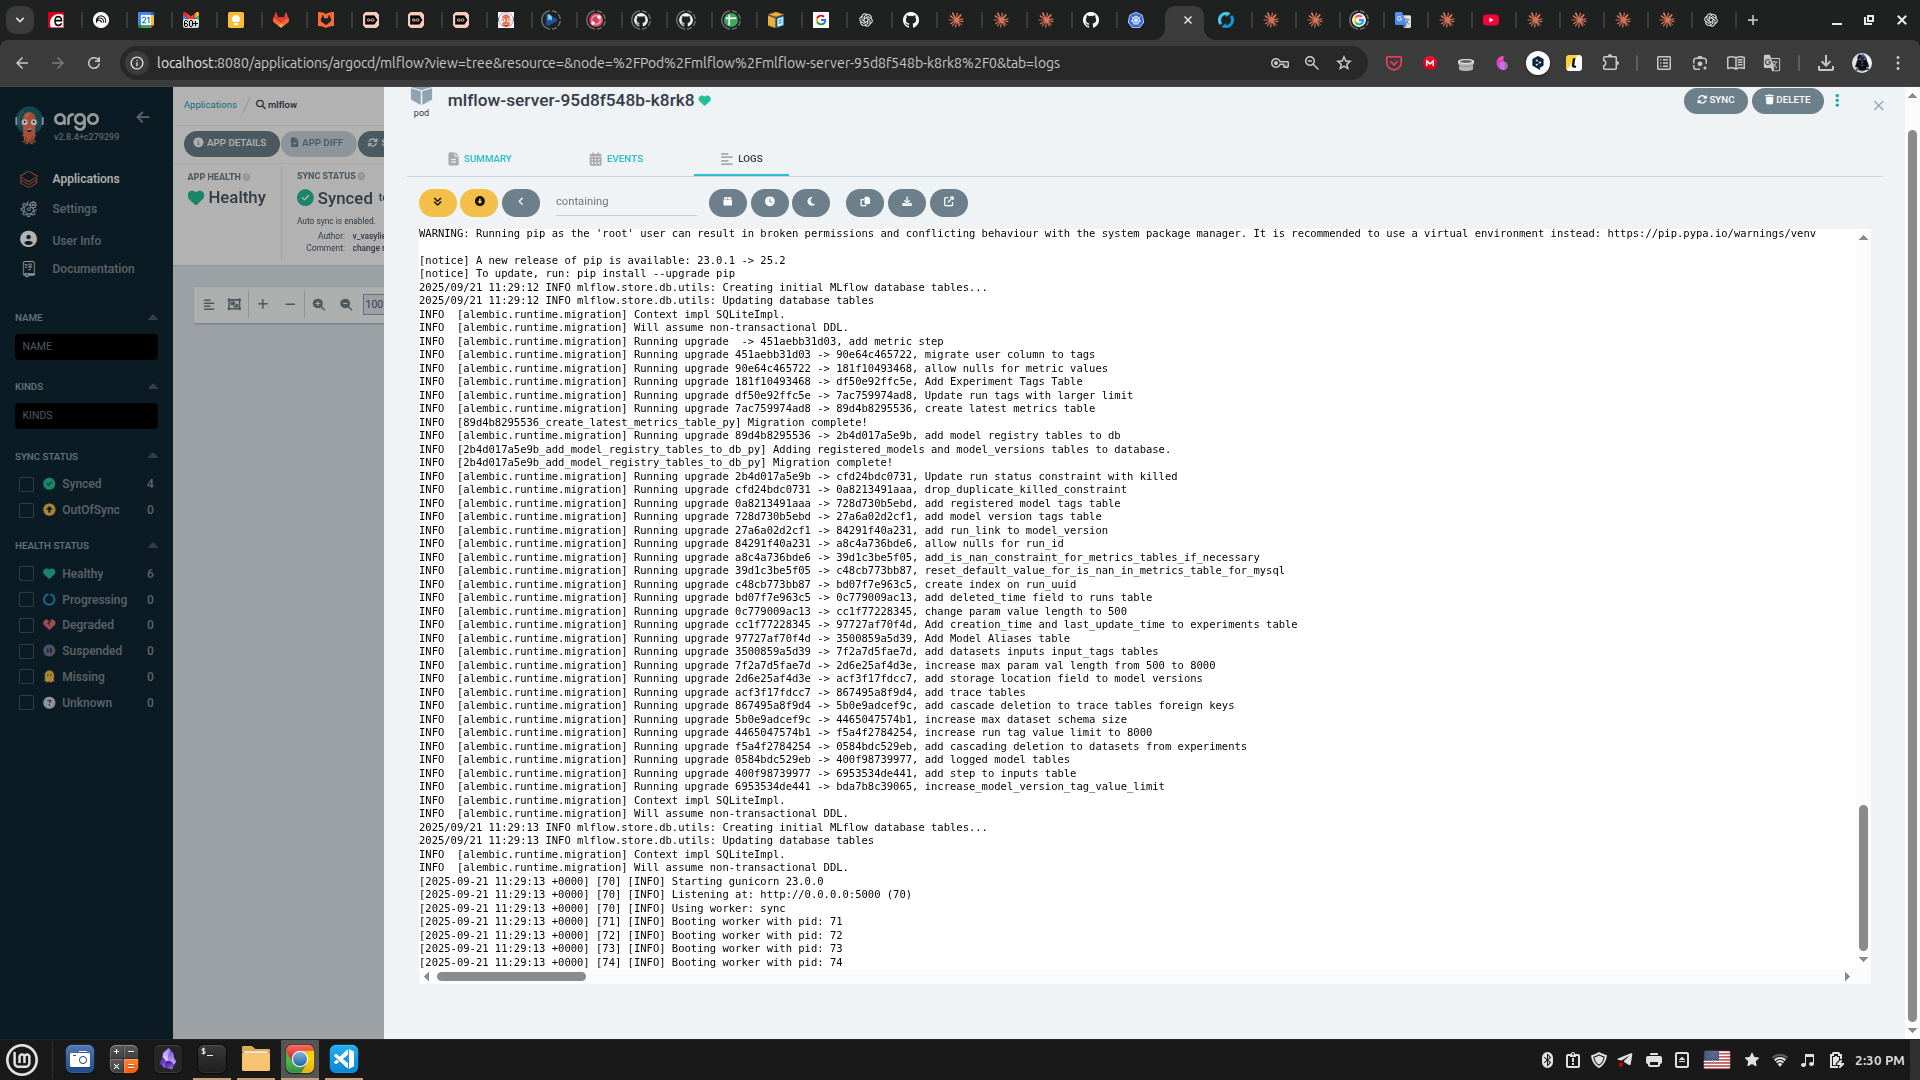 localhost:8080/applications/argocd/mlflow?view=tree&resource=&node=%2FPod%2Fmlflow%2Fmlflow-server-95d8f548b-k8rk8%2F0&tab=logs
argo
v2.8.4+c279299
Applications
Settings
User Info
Documentation
NAME
NAME
KINDS
KINDS
SYNC STATUS
Synced 4
OutOfSync 0
HEALTH STATUS
Healthy 6
Progressing 0
Degraded 0
Suspended 0
Missing 0
Unknown 0
Applications / mlflow
APP DETAILS
APP DIFF
APP HEALTH
Healthy
SYNC STATUS
Synced
Auto sync is enabled.
Author: v_vasylie
Comment: change r
100
pod
mlflow-server-95d8f548b-k8rk8
SYNC
DELETE
SUMMARY
EVENTS
LOGS
containing
WARNING: Running pip as the 'root' user can result in broken permissions and conflicting behaviour with the system package manager. It is recommended to use a virtual environment instead: https://pip.pypa.io/warnings/venv
[notice] A new release of pip is available: 23.0.1 -> 25.2
[notice] To update, run: pip install --upgrade pip
2025/09/21 11:29:12 INFO mlflow.store.db.utils: Creating initial MLflow database tables...
2025/09/21 11:29:12 INFO mlflow.store.db.utils: Updating database tables
INFO  [alembic.runtime.migration] Context impl SQLiteImpl.
INFO  [alembic.runtime.migration] Will assume non-transactional DDL.
INFO  [alembic.runtime.migration] Running upgrade  -> 451aebb31d03, add metric step
INFO  [alembic.runtime.migration] Running upgrade 451aebb31d03 -> 90e64c465722, migrate user column to tags
INFO  [alembic.runtime.migration] Running upgrade 90e64c465722 -> 181f10493468, allow nulls for metric values
INFO  [alembic.runtime.migration] Running upgrade 181f10493468 -> df50e92ffc5e, Add Experiment Tags Table
INFO  [alembic.runtime.migration] Running upgrade df50e92ffc5e -> 7ac759974ad8, Update run tags with larger limit
INFO  [alembic.runtime.migration] Running upgrade 7ac759974ad8 -> 89d4b8295536, create latest metrics table
INFO  [89d4b8295536_create_latest_metrics_table_py] Migration complete!
INFO  [alembic.runtime.migration] Running upgrade 89d4b8295536 -> 2b4d017a5e9b, add model registry tables to db
INFO  [2b4d017a5e9b_add_model_registry_tables_to_db_py] Adding registered_models and model_versions tables to database.
INFO  [2b4d017a5e9b_add_model_registry_tables_to_db_py] Migration complete!
INFO  [alembic.runtime.migration] Running upgrade 2b4d017a5e9b -> cfd24bdc0731, Update run status constraint with killed
INFO  [alembic.runtime.migration] Running upgrade cfd24bdc0731 -> 0a8213491aaa, drop_duplicate_killed_constraint
INFO  [alembic.runtime.migration] Running upgrade 0a8213491aaa -> 728d730b5ebd, add registered model tags table
INFO  [alembic.runtime.migration] Running upgrade 728d730b5ebd -> 27a6a02d2cf1, add model version tags table
INFO  [alembic.runtime.migration] Running upgrade 27a6a02d2cf1 -> 84291f40a231, add run_link to model_version
INFO  [alembic.runtime.migration] Running upgrade 84291f40a231 -> a8c4a736bde6, allow nulls for run_id
INFO  [alembic.runtime.migration] Running upgrade a8c4a736bde6 -> 39d1c3be5f05, add_is_nan_constraint_for_metrics_tables_if_necessary
INFO  [alembic.runtime.migration] Running upgrade 39d1c3be5f05 -> c48cb773bb87, reset_default_value_for_is_nan_in_metrics_table_for_mysql
INFO  [alembic.runtime.migration] Running upgrade c48cb773bb87 -> bd07f7e963c5, create index on run_uuid
INFO  [alembic.runtime.migration] Running upgrade bd07f7e963c5 -> 0c779009ac13, add deleted_time field to runs table
INFO  [alembic.runtime.migration] Running upgrade 0c779009ac13 -> cc1f77228345, change param value length to 500
INFO  [alembic.runtime.migration] Running upgrade cc1f77228345 -> 97727af70f4d, Add creation_time and last_update_time to experiments table
INFO  [alembic.runtime.migration] Running upgrade 97727af70f4d -> 3500859a5d39, Add Model Aliases table
INFO  [alembic.runtime.migration] Running upgrade 3500859a5d39 -> 7f2a7d5fae7d, add datasets inputs input_tags tables
INFO  [alembic.runtime.migration] Running upgrade 7f2a7d5fae7d -> 2d6e25af4d3e, increase max param val length from 500 to 8000
INFO  [alembic.runtime.migration] Running upgrade 2d6e25af4d3e -> acf3f17fdcc7, add storage location field to model versions
INFO  [alembic.runtime.migration] Running upgrade acf3f17fdcc7 -> 867495a8f9d4, add trace tables
INFO  [alembic.runtime.migration] Running upgrade 867495a8f9d4 -> 5b0e9adcef9c, add cascade deletion to trace tables foreign keys
INFO  [alembic.runtime.migration] Running upgrade 5b0e9adcef9c -> 4465047574b1, increase max dataset schema size
INFO  [alembic.runtime.migration] Running upgrade 4465047574b1 -> f5a4f2784254, increase run tag value limit to 8000
INFO  [alembic.runtime.migration] Running upgrade f5a4f2784254 -> 0584bdc529eb, add cascading deletion to datasets from experiments
INFO  [alembic.runtime.migration] Running upgrade 0584bdc529eb -> 400f98739977, add logged model tables
INFO  [alembic.runtime.migration] Running upgrade 400f98739977 -> 6953534de441, add step to inputs table
INFO  [alembic.runtime.migration] Running upgrade 6953534de441 -> bda7b8c39065, increase_model_version_tag_value_limit
INFO  [alembic.runtime.migration] Context impl SQLiteImpl.
INFO  [alembic.runtime.migration] Will assume non-transactional DDL.
2025/09/21 11:29:13 INFO mlflow.store.db.utils: Creating initial MLflow database tables...
2025/09/21 11:29:13 INFO mlflow.store.db.utils: Updating database tables
INFO  [alembic.runtime.migration] Context impl SQLiteImpl.
INFO  [alembic.runtime.migration] Will assume non-transactional DDL.
[2025-09-21 11:29:13 +0000] [70] [INFO] Starting gunicorn 23.0.0
[2025-09-21 11:29:13 +0000] [70] [INFO] Listening at: http://0.0.0.0:5000 (70)
[2025-09-21 11:29:13 +0000] [70] [INFO] Using worker: sync
[2025-09-21 11:29:13 +0000] [71] [INFO] Booting worker with pid: 71
[2025-09-21 11:29:13 +0000] [72] [INFO] Booting worker with pid: 72
[2025-09-21 11:29:13 +0000] [73] [INFO] Booting worker with pid: 73
[2025-09-21 11:29:13 +0000] [74] [INFO] Booting worker with pid: 74
2:30 PM